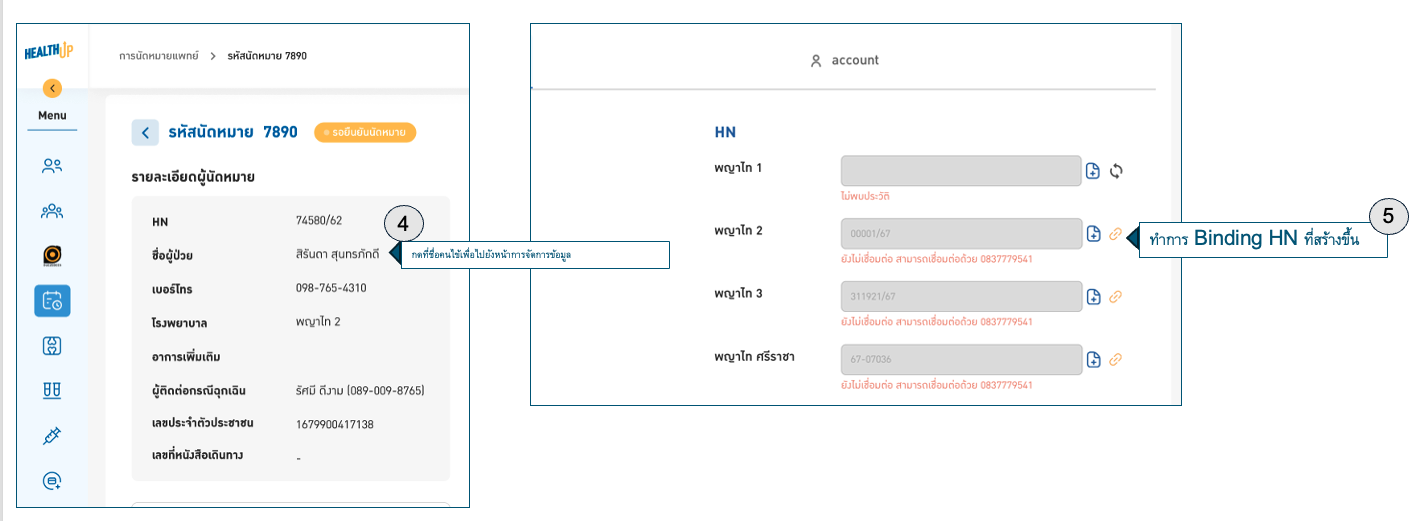 HEALTHUP
การนัดหมายแพทย์ > รหัสนัดหมาย 7890
Menu
รหัสนัดหมาย 7890
รอยืนยันนัดหมาย
รายละเอียดผู้นัดหมาย
HN 74580/62
ชื่อผู้ป่วย สิรันดา สุนทรภักดี
เบอร์โทร 098-765-4310
โรงพยาบาล พญาไท 2
อาการเพิ่มเติม
ผู้ติดต่อกรณีฉุกเฉิน รัศมี ดีงาม (089-009-8765)
เลขประจำตัวประชาชน 1679900417138
เลขที่หนังสือเดินทาง -
4
กดที่ชื่อคนไข้เพื่อไปยังหน้าการจัดการข้อมูล
account
HN
พญาไท 1
ไม่พบประวัติ
พญาไท 2 00001/67
ยังไม่เชื่อมต่อ สามารถเชื่อมต่อด้วย 0837779541
พญาไท 3 311921/67
ยังไม่เชื่อมต่อ สามารถเชื่อมต่อด้วย 0837779541
พญาไท ศรีราชา 67-07036
ยังไม่เชื่อมต่อ สามารถเชื่อมต่อด้วย 0837779541
5
ทำการ Binding HN ที่สร้างขึ้น